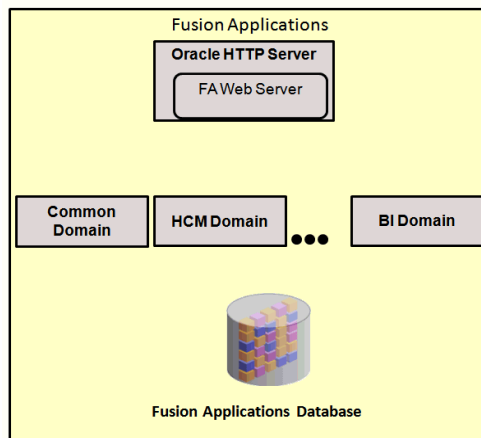 Fusion Applications
Oracle HTTP Server
FA Web Server
Common
Domain
HCM Domain
BI Domain
Fusion Applications Database